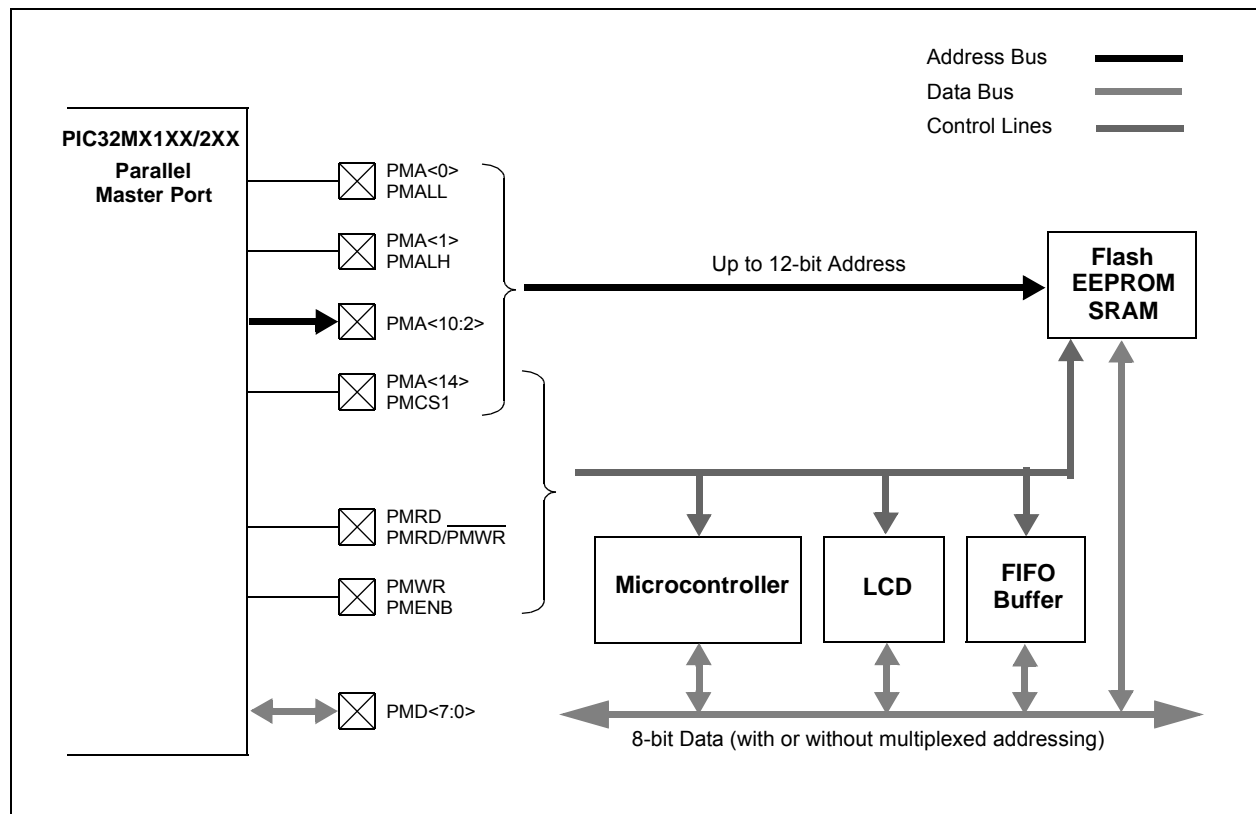 Address Bus
Data Bus
Control Lines
PIC32MX1XX/2XX
Parallel
Master Port
PMA<0>
PMALL
PMA<1>
PMALH
PMA<10:2>
PMA<14>
PMCS1
PMRD
PMRD/PMWR
PMWR
PMENB
PMD<7:0>
Up to 12-bit Address
Flash
EEPROM
SRAM
Microcontroller
LCD
FIFO
Buffer
8-bit Data (with or without multiplexed addressing)